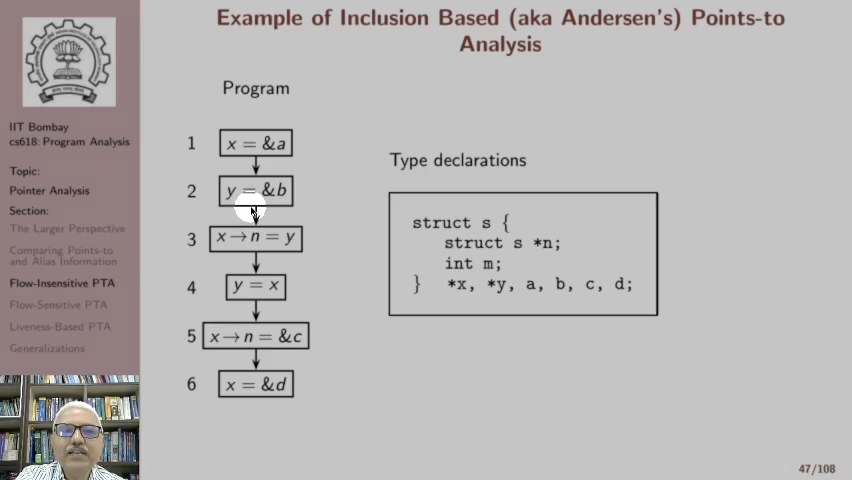 Example of Inclusion Based (aka Andersen's) Points-to
Analysis
IIT Bombay
cs618: Program Analysis
Topic:
Pointer Analysis
Section:
The Larger Perspective
Comparing Points-to
and Alias Information
Flow-Insensitive PTA
Flow-Sensitive PTA
Liveness-Based PTA
Generalizations
Program
1 x = &a
2 y = &b
3 x→n = y
4 y = x
5 x→n = &c
6 x = &d
Type declarations
struct s {
struct s *n;
int m;
} *x, *y, a, b, c, d;
47/108